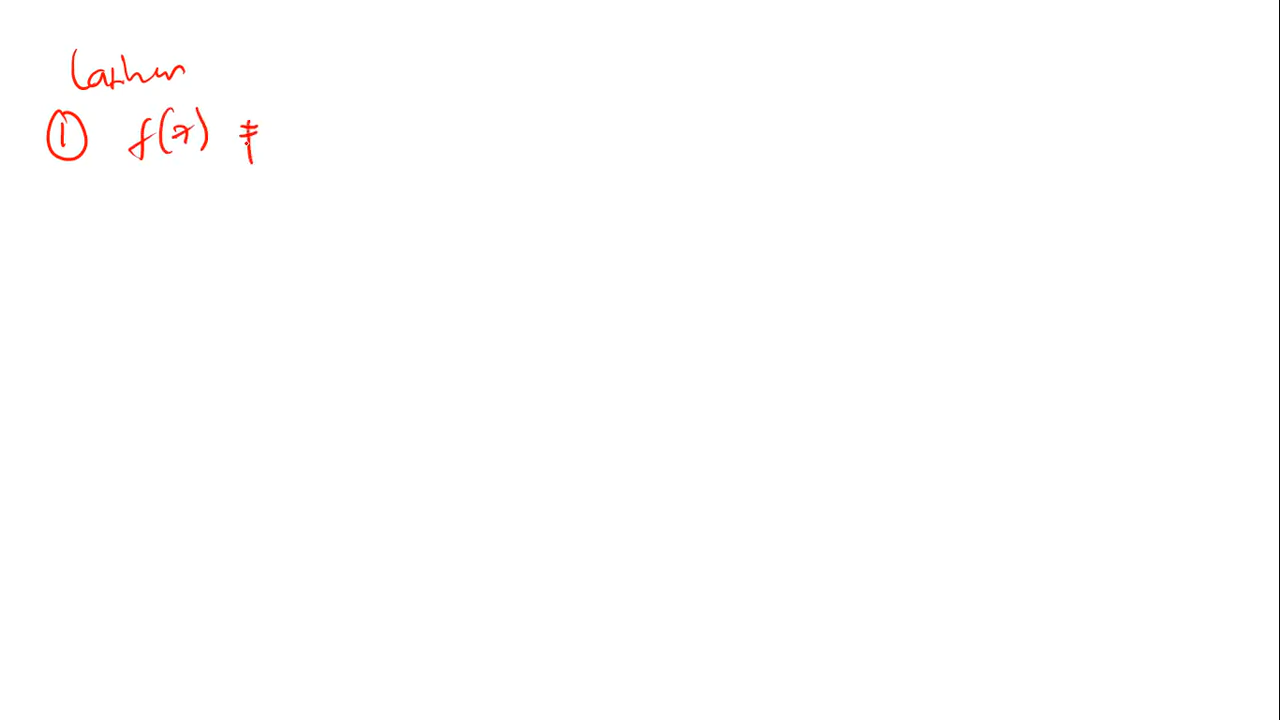 Latihan
① f(x) =